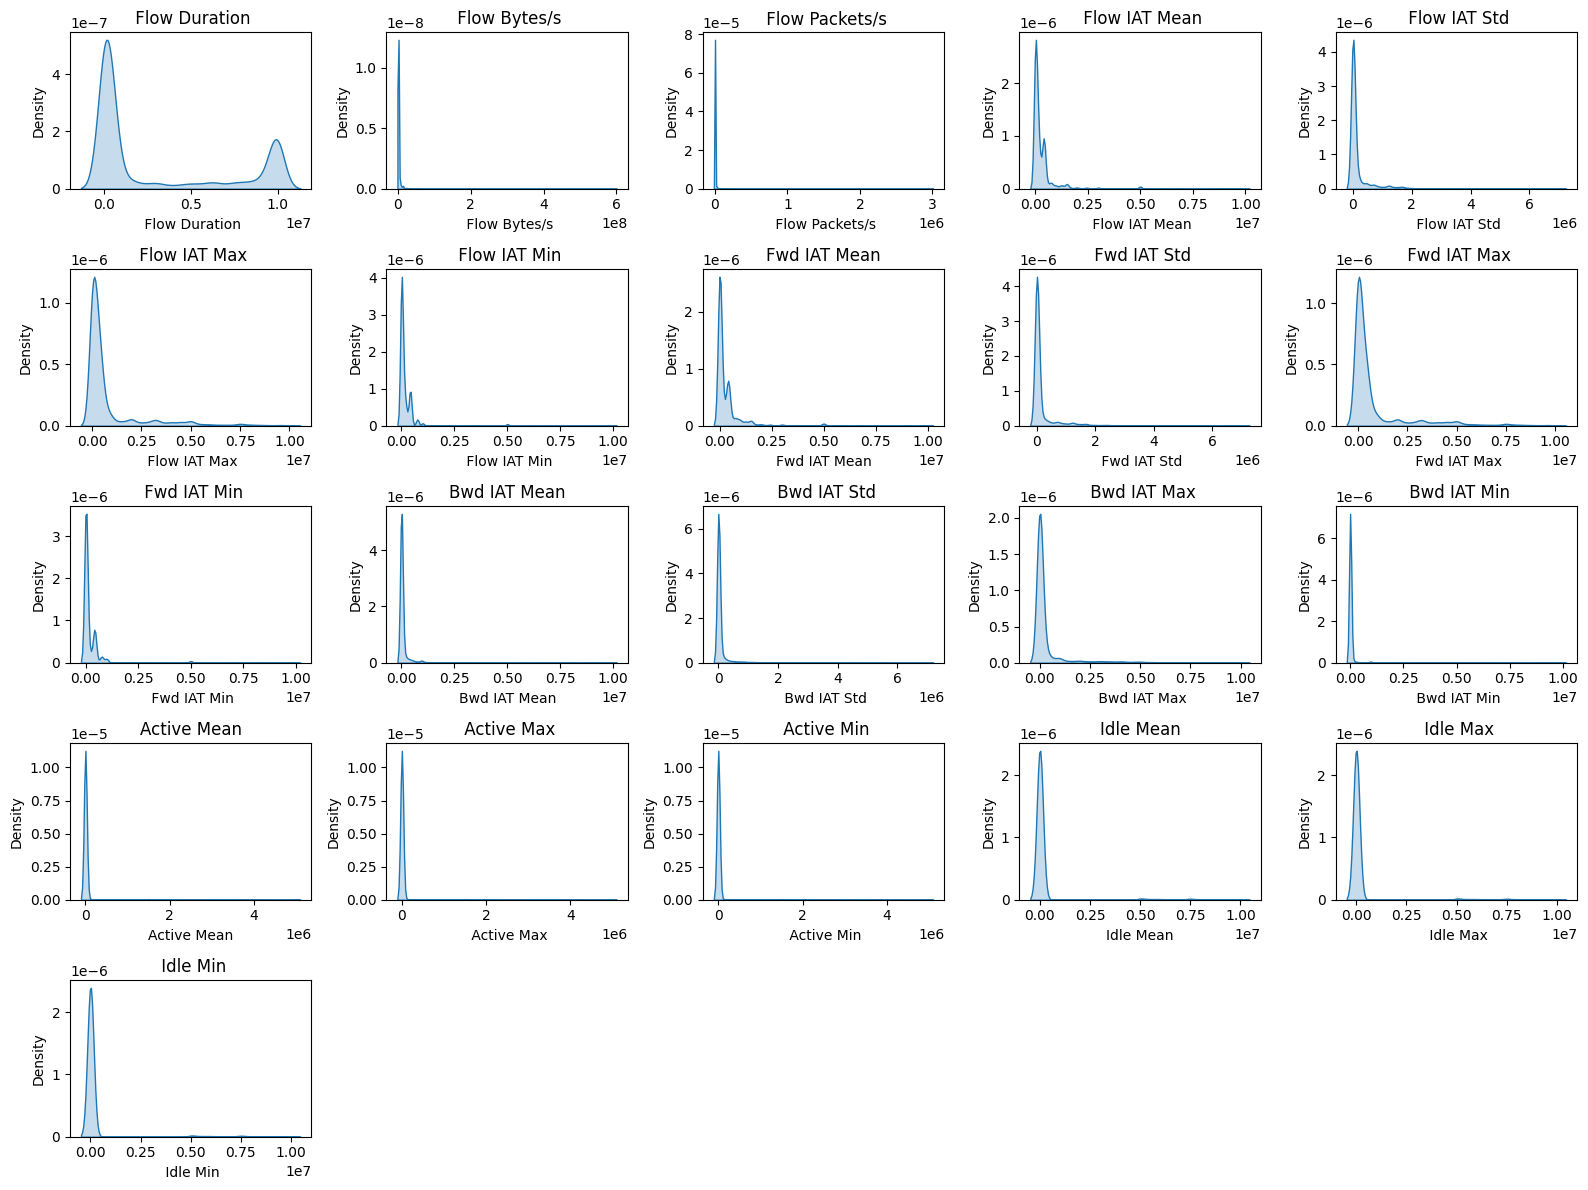 Flow Duration Flow Bytes/s Flow Packets/s Flow IAT Mean Flow IAT Std
1e−7 1e−8 1e−5 1e−6 1e−6
Density Density Density Density Density
4 2 0
1.0 0.5 0.0
8 5 2 0
2 1 0
4 3 2 1 0
0.0 0.5 1.0 0 2 4 6 0 1 2 3 0.00 0.25 0.50 0.75 1.00 0 2 4 6
1e7 1e8 1e6 1e7 1e6
Flow Duration Flow Bytes/s Flow Packets/s Flow IAT Mean Flow IAT Std
Flow IAT Max Flow IAT Min Fwd IAT Mean Fwd IAT Std Fwd IAT Max
1e−6 1e−6 1e−6 1e−6 1e−6
Density Density Density Density Density
1.0 0.5 0.0
4 3 2 1 0
2 1 0
4 3 2 1 0
1.0 0.5 0.0
0.00 0.25 0.50 0.75 1.00 0.00 0.25 0.50 0.75 1.00 0.00 0.25 0.50 0.75 1.00 0 2 4 6 0.00 0.25 0.50 0.75 1.00
1e7 1e7 1e7 1e6 1e7
Flow IAT Max Flow IAT Min Fwd IAT Mean Fwd IAT Std Fwd IAT Max
Fwd IAT Min Bwd IAT Mean Bwd IAT Std Bwd IAT Max Bwd IAT Min
1e−6 1e−6 1e−6 1e−6 1e−6
Density Density Density Density Density
3 2 1 0
4 2 0
6 4 2 0
2.0 1.5 1.0 0.5 0.0
6 4 2 0
0.00 0.25 0.50 0.75 1.00 0.00 0.25 0.50 0.75 1.00 0 2 4 6 0.00 0.25 0.50 0.75 1.00 0.00 0.25 0.50 0.75 1.00
1e7 1e7 1e6 1e7 1e7
Fwd IAT Min Bwd IAT Mean Bwd IAT Std Bwd IAT Max Bwd IAT Min
Active Mean Active Max Active Min Idle Mean Idle Max
1e−5 1e−5 1e−5 1e−6 1e−6
Density Density Density Density Density
1.00 0.75 0.50 0.25 0.00
1.00 0.75 0.50 0.25 0.00
1.00 0.75 0.50 0.25 0.00
2 1 0
2 1 0
0 2 4 0 2 4 0 2 4 0.00 0.25 0.50 0.75 1.00 0.00 0.25 0.50 0.75 1.00
1e6 1e6 1e6 1e7 1e7
Active Mean Active Max Active Min Idle Mean Idle Max
Idle Min
1e−6
Density
2 1 0
0.00 0.25 0.50 0.75 1.00
1e7
Idle Min